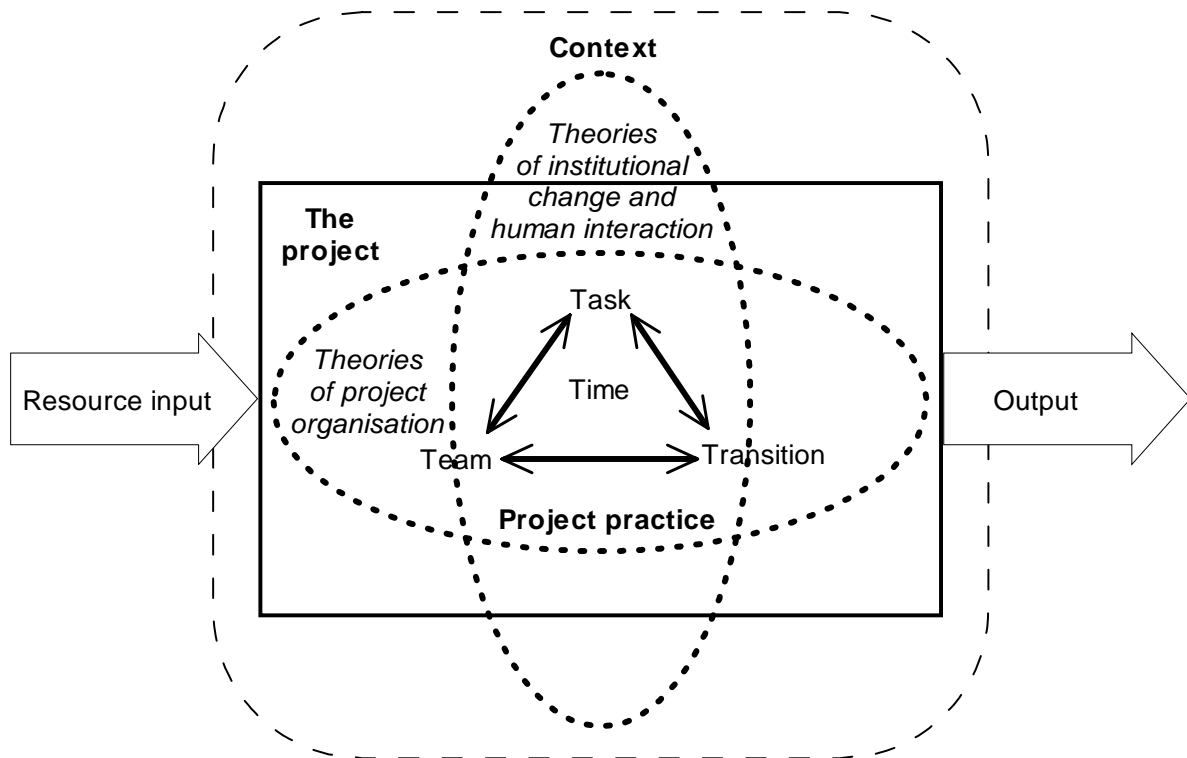 Context
Theories
of institutional
change and
human interaction
The
project
Task
Theories
of project
organisation
Time
Resource input
Output
Team
Transition
Project practice